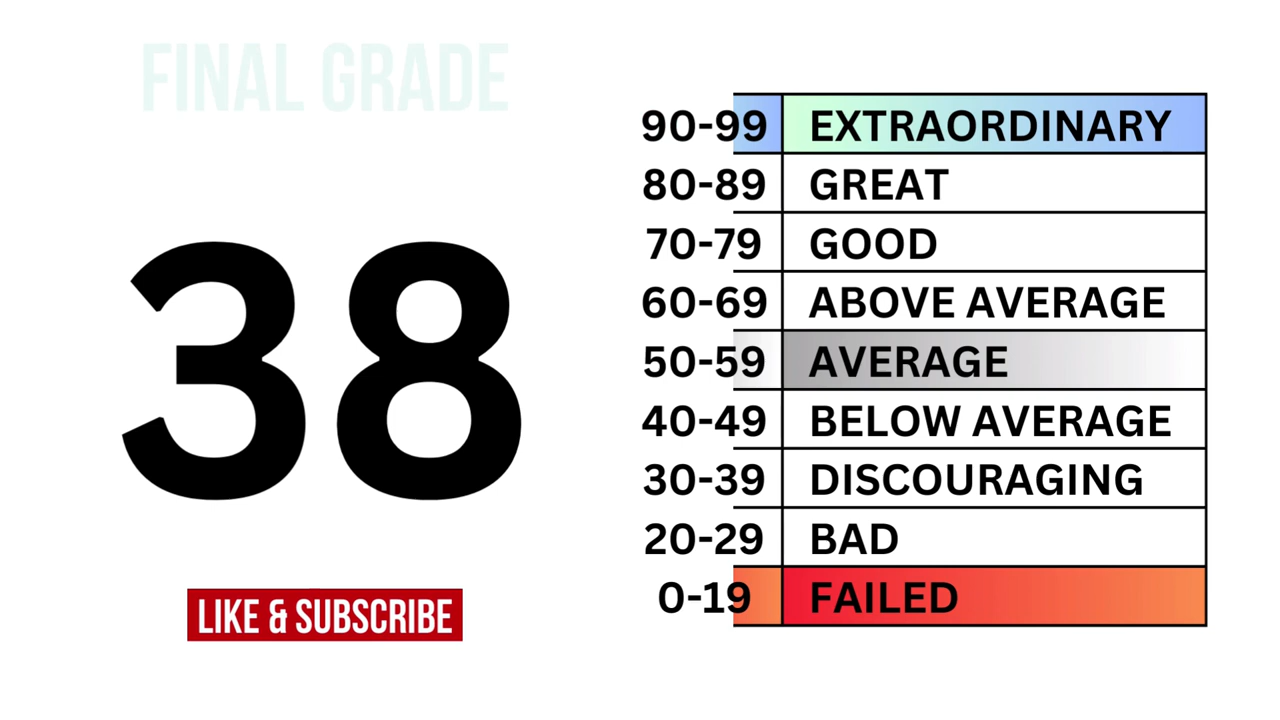 FINAL GRADE
38
LIKE & SUBSCRIBE
90-99 EXTRAORDINARY
80-89 GREAT
70-79 GOOD
60-69 ABOVE AVERAGE
50-59 AVERAGE
40-49 BELOW AVERAGE
30-39 DISCOURAGING
20-29 BAD
0-19 FAILED